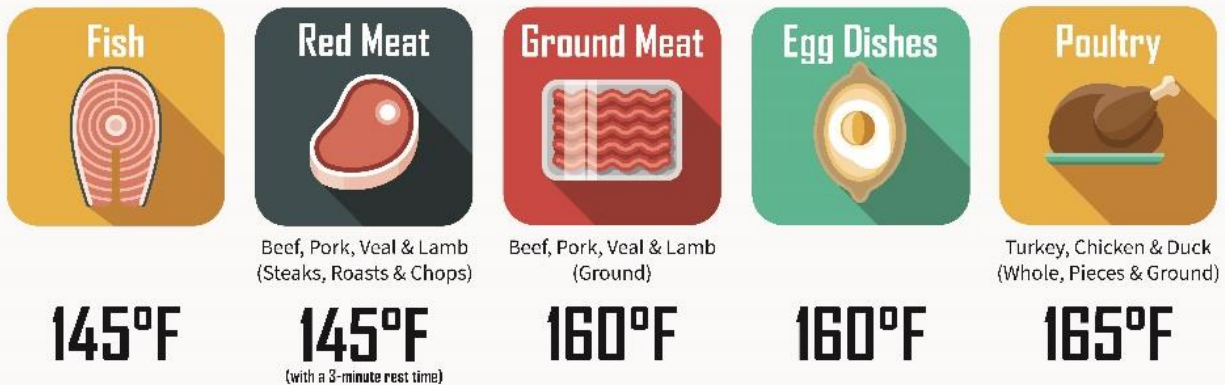 Fish
Red Meat
Ground Meat
Egg Dishes
Poultry
Beef, Pork, Veal & Lamb
(Steaks, Roasts & Chops)
Beef, Pork, Veal & Lamb
(Ground)
Turkey, Chicken & Duck
(Whole, Pieces & Ground)
145°F
145°F
(with a 3-minute rest time)
160°F
160°F
165°F